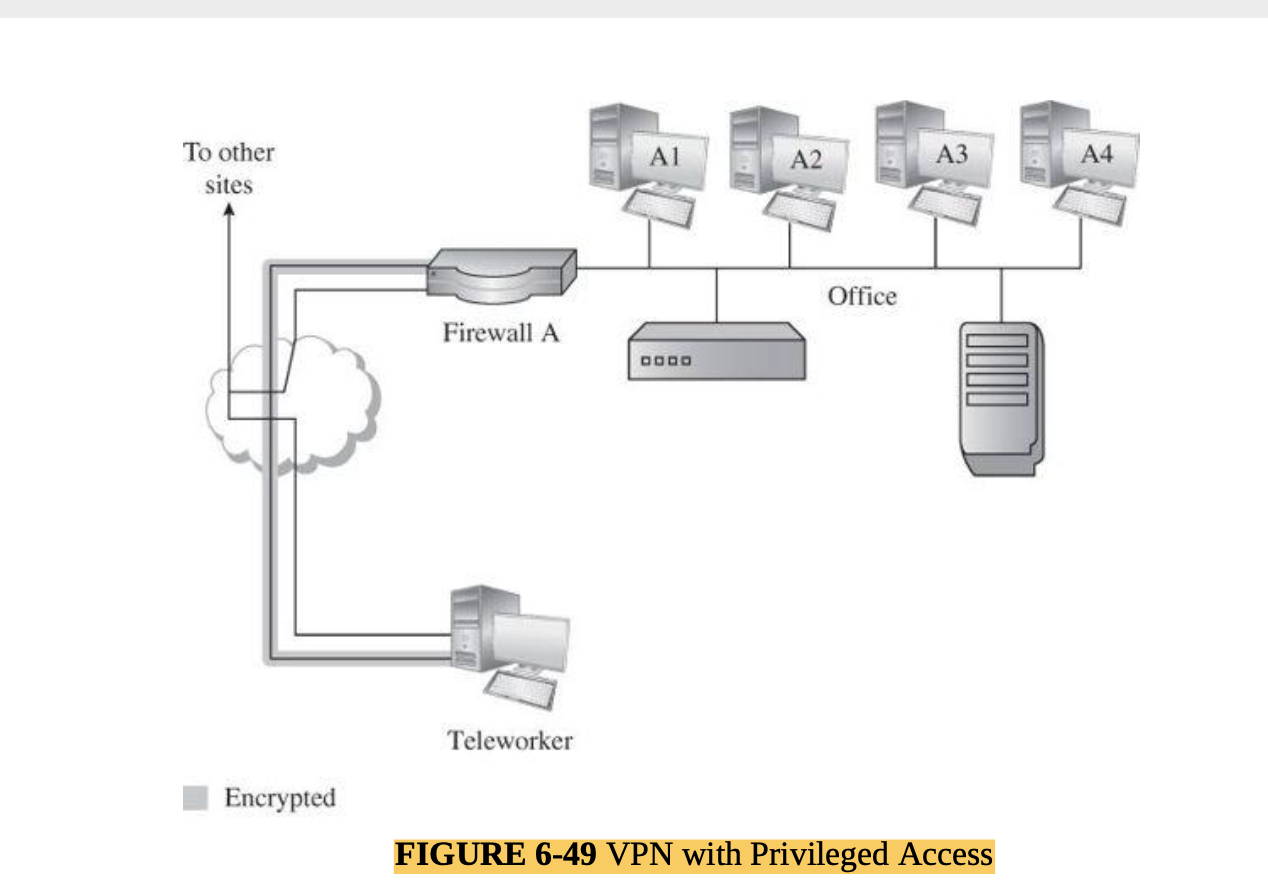 To other
sites
A1
A2
A3
A4
Office
Firewall A
Teleworker
Encrypted
FIGURE 6-49 VPN with Privileged Access